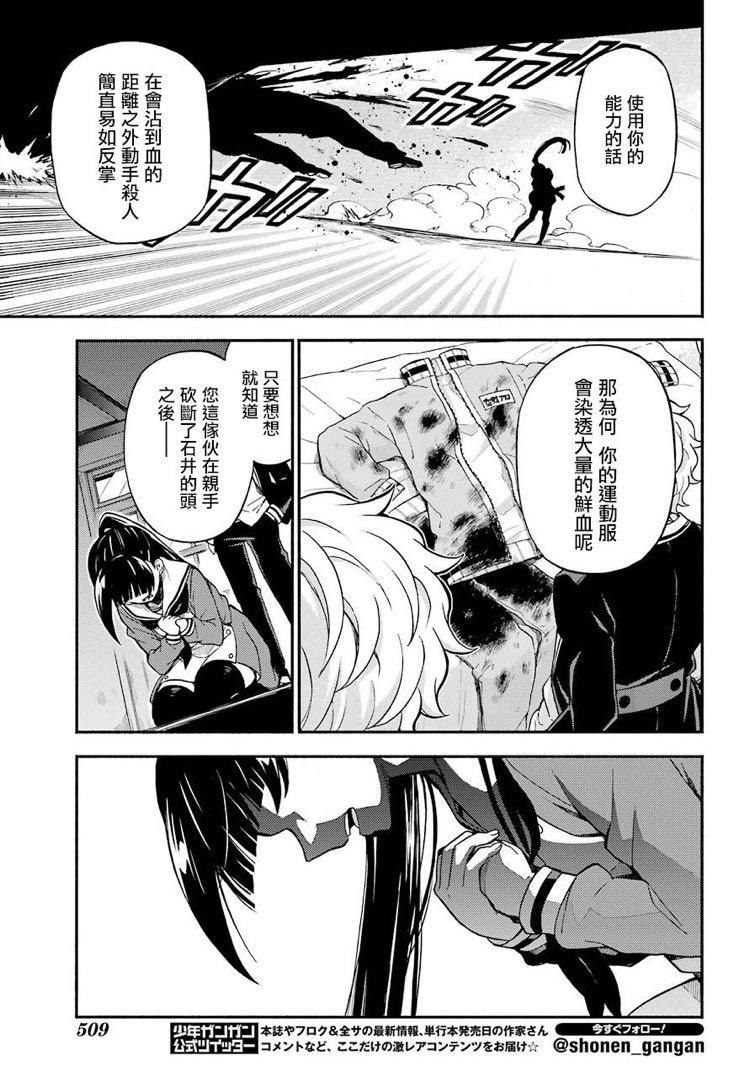 使用你的
能力的話
在會沾到血的
距離之外動手殺人
簡直易如反掌
ガッ
ガッ
ガッ
那為何 你的運動服
會染透大量的鮮血呢
只要想想
就知道
您這傢伙在親手
砍斷了石井的頭
之後——
509
少年ガンガン
公式ツイッター
本誌やフロク&全サの最新情報、単行本発売日の作家さん
コメントなど、ここだけの激レアコンテンツをお届け☆
今すぐフォロー!
@shonen_gangan